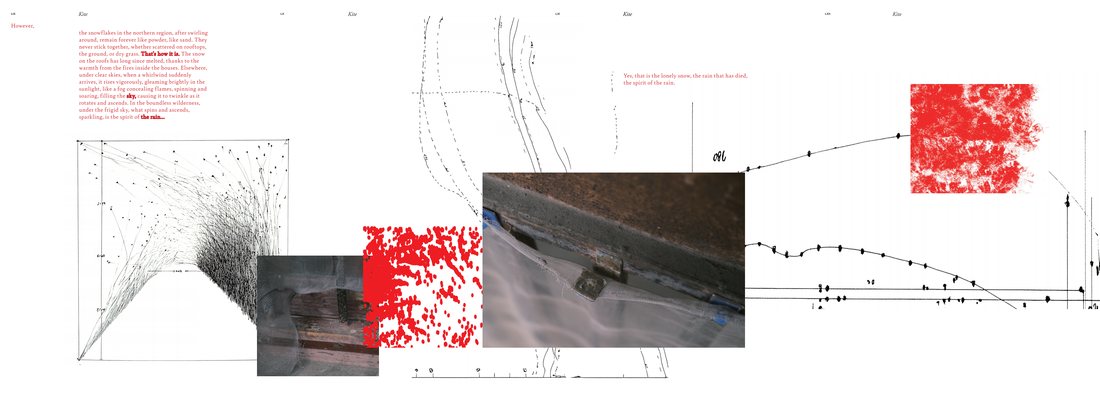 Kize
Kize
Kize
Kize
However,
the snowflakes in the northern region, after swirling
around, remain forever like powder, like sand. They
never stick together, whether scattered on rooftops,
the ground, or dry grass. That's how it is. The snow
on the roofs has long since melted, thanks to the
warmth from the fires inside the houses. Elsewhere,
under clear skies, when a whirlwind suddenly
arrives, it rises vigorously, gleaming brightly in the
sunlight, like a fog concealing flames, spinning and
soaring, filling the sky, causing it to twinkle as it
rotates and ascends. In the boundless wilderness,
under the frigid sky, what spins and ascends,
sparkling, is the spirit of the rain...
Yes, that is the lonely snow, the rain that has died,
the spirit of the rain.